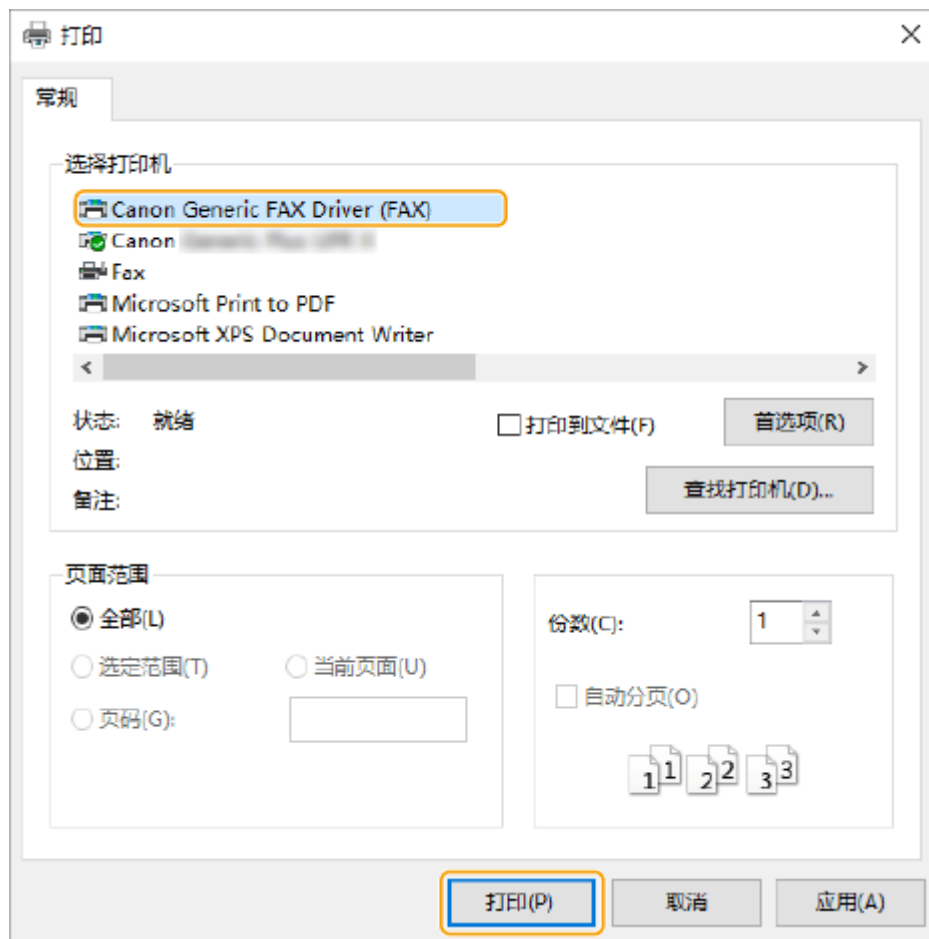 打印
常规
选择打印机
Canon Generic FAX Driver (FAX)
Canon
Fax
Microsoft Print to PDF
Microsoft XPS Document Writer
状态: 就绪
打印到文件(F)
首选项(R)
位置:
备注:
查找打印机(D)...
页面范围
全部(L)
选定范围(T) 当前页面(U)
页码(G):
份数(C): 1
自动分页(O)
1 1 2 2 3 3
打印(P) 取消 应用(A)